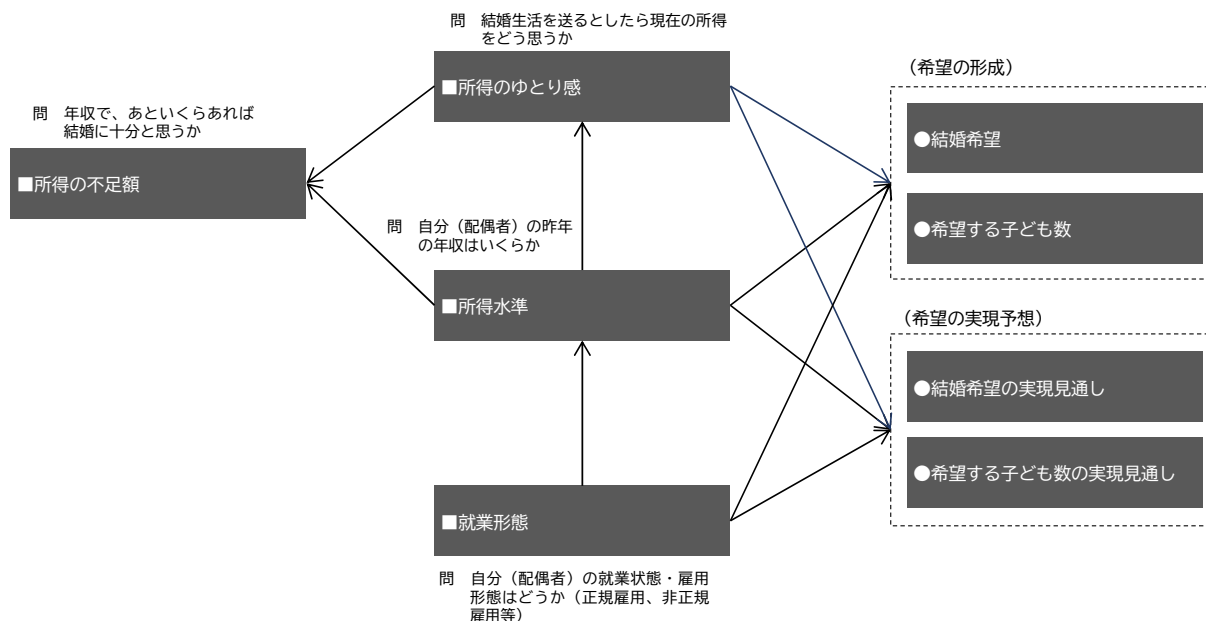 問　結婚生活を送るとしたら現在の所得
をどう思うか
■所得のゆとり感
問　年収で、あといくらあれば
結婚に十分と思うか
■所得の不足額
問　自分（配偶者）の昨年
の年収はいくらか
■所得水準
■就業形態
問　自分（配偶者）の就業状態・雇用
形態はどうか（正規雇用、非正規
雇用等）
（希望の形成）
●結婚希望
●希望する子ども数
（希望の実現予想）
●結婚希望の実現見通し
●希望する子ども数の実現見通し